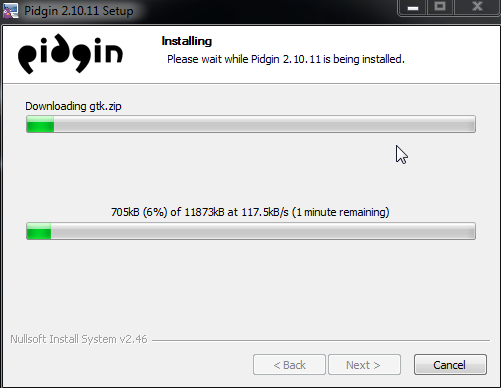 Pidgin 2.10.11 Setup
pidgin
Installing
Please wait while Pidgin 2.10.11 is being installed.
Downloading gtk.zip
705kB (6%) of 11873kB at 117.5kB/s (1 minute remaining)
Nullsoft Install System v2.46
< Back
Next >
Cancel